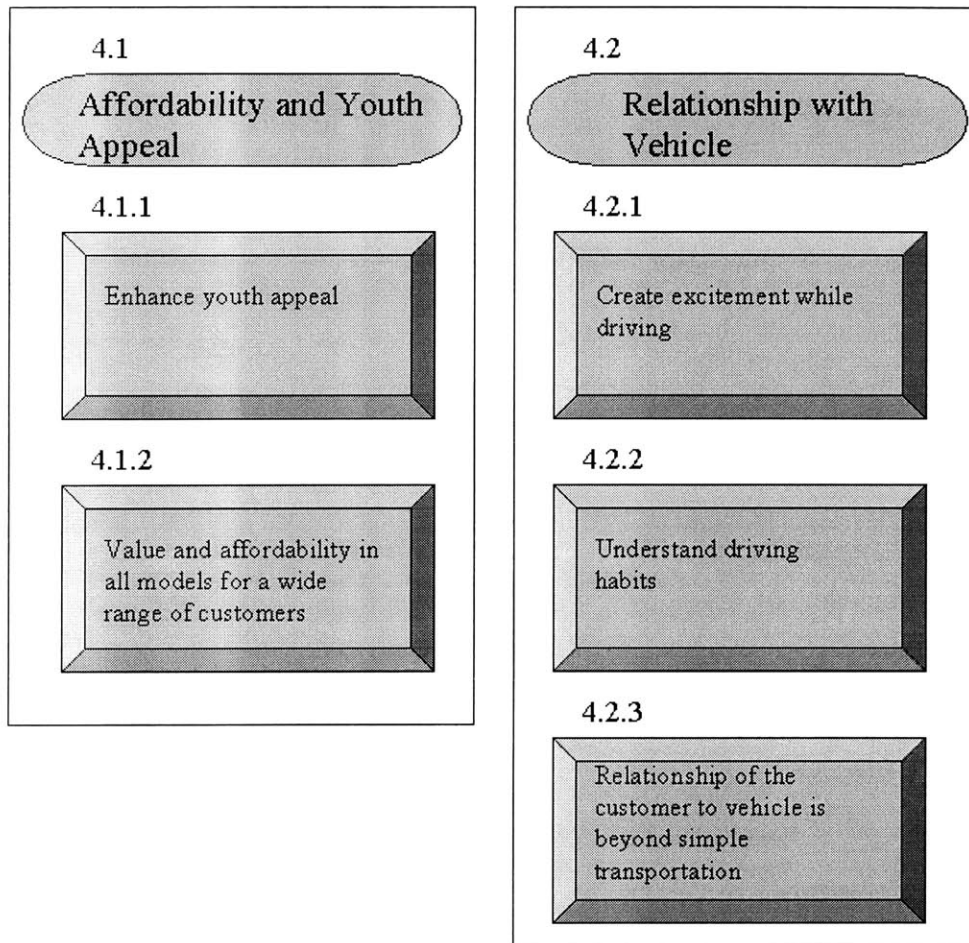 4.1
Affordability and Youth
Appeal
4.1.1
Enhance youth appeal
4.1.2
Value and affordability in
all models for a wide
range of customers
4.2
Relationship with
Vehicle
4.2.1
Create excitement while
driving
4.2.2
Understand driving
habits
4.2.3
Relationship of the
customer to vehicle is
beyond simple
transportation